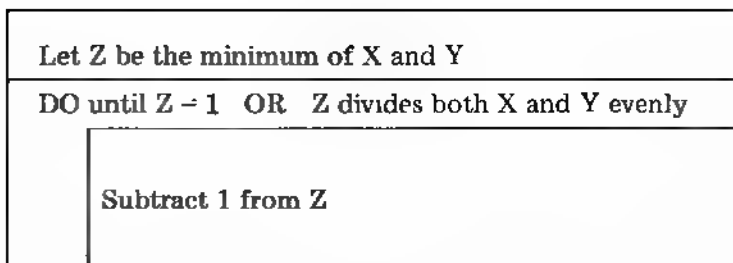 Let Z be the minimum of X and Y
DO until Z = 1 OR Z divides both X and Y evenly
Subtract 1 from Z